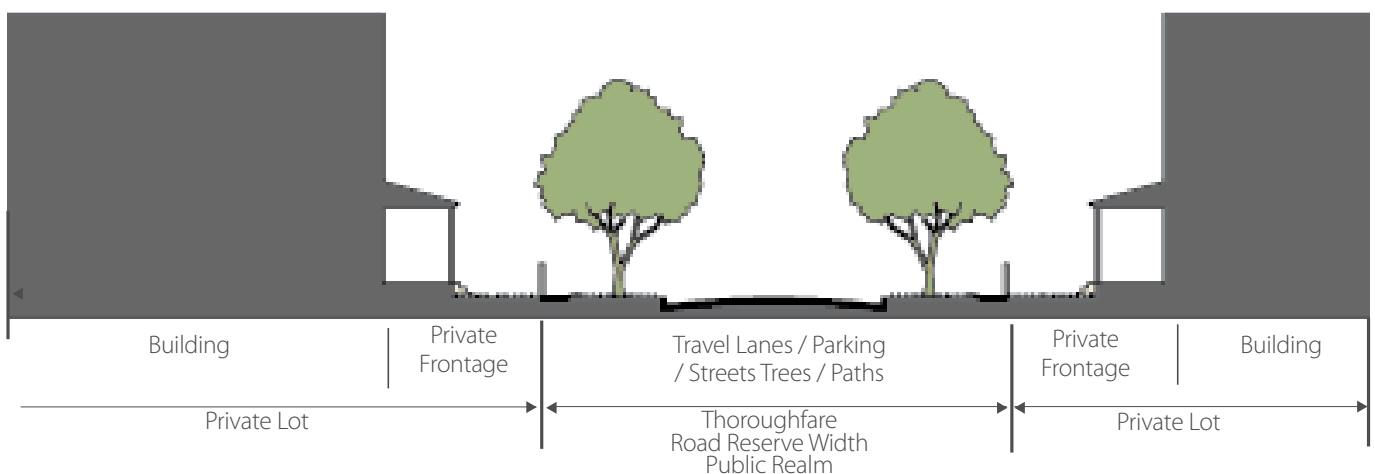 Building
Private
Frontage
Travel Lanes / Parking
/ Streets Trees / Paths
Private
Frontage
Building
Private Lot
Thoroughfare
Road Reserve Width
Public Realm
Private Lot